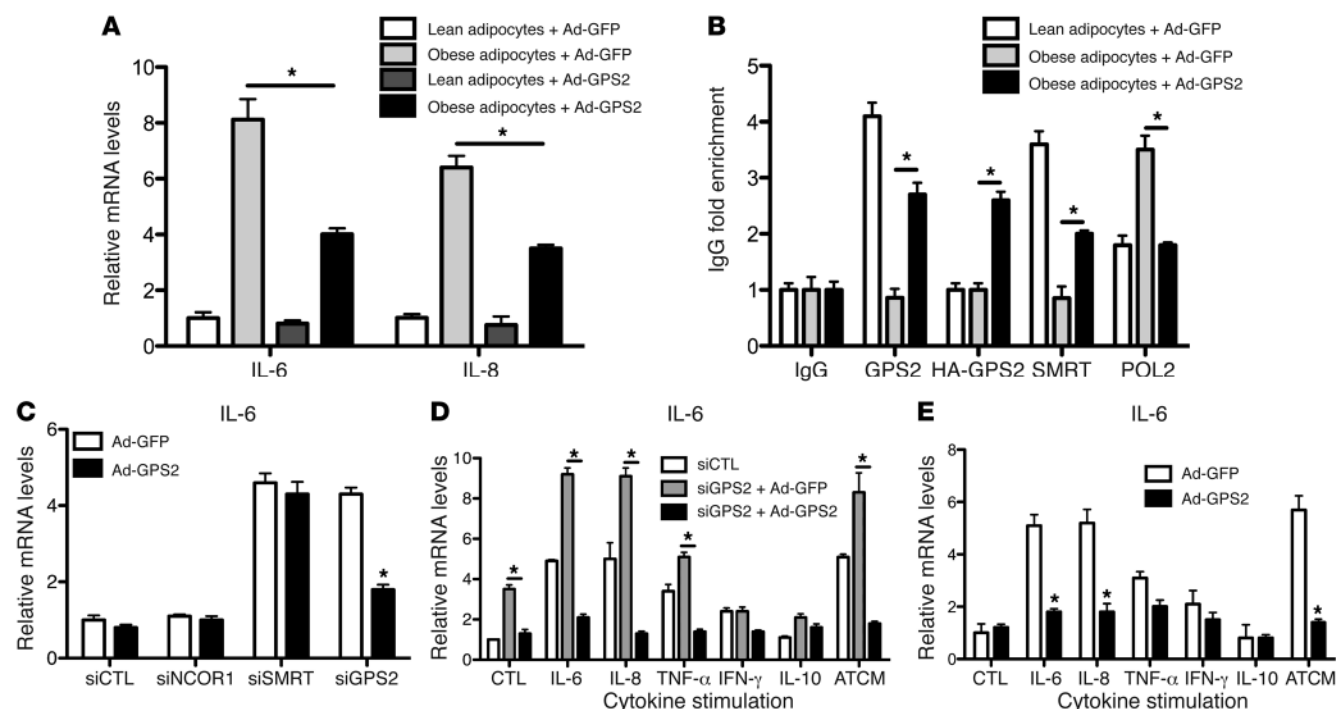 A
Lean adipocytes + Ad-GFP
Obese adipocytes + Ad-GFP
Lean adipocytes + Ad-GPS2
Obese adipocytes + Ad-GPS2
Relative mRNA levels
10
8
6
4
2
0
* *
IL-6 IL-8
B
Lean adipocytes + Ad-GFP
Obese adipocytes + Ad-GFP
Obese adipocytes + Ad-GPS2
IgG fold enrichment
5
4
3
2
1
0
* * * *
IgG GPS2 HA-GPS2 SMRT POL2
C
IL-6
Ad-GFP
Ad-GPS2
Relative mRNA levels
6
4
2
0
*
siCTL siNCOR1 siSMRT siGPS2
D
IL-6
siCTL
siGPS2 + Ad-GFP
siGPS2 + Ad-GPS2
Relative mRNA levels
10
8
6
4
2
0
* * * * *
CTL IL-6 IL-8 TNF-α IFN-γ IL-10 ATCM
Cytokine stimulation
E
IL-6
Ad-GFP
Ad-GPS2
Relative mRNA levels
8
6
4
2
0
* * *
CTL IL-6 IL-8 TNF-α IFN-γ IL-10 ATCM
Cytokine stimulation